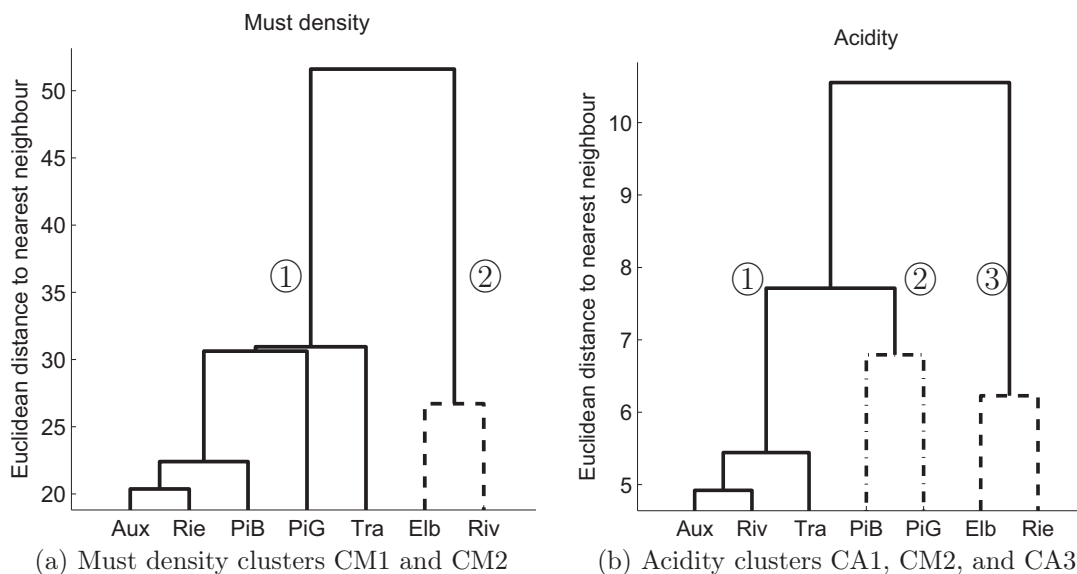 Must density
Euclidean distance to nearest neighbour
50
45
40
35
30
25
20
① ②
Aux Rie PiB PiG Tra Elb Riv
(a) Must density clusters CM1 and CM2
Acidity
Euclidean distance to nearest neighbour
10
9
8
7
6
5
① ② ③
Aux Riv Tra PiB PiG Elb Rie
(b) Acidity clusters CA1, CM2, and CA3